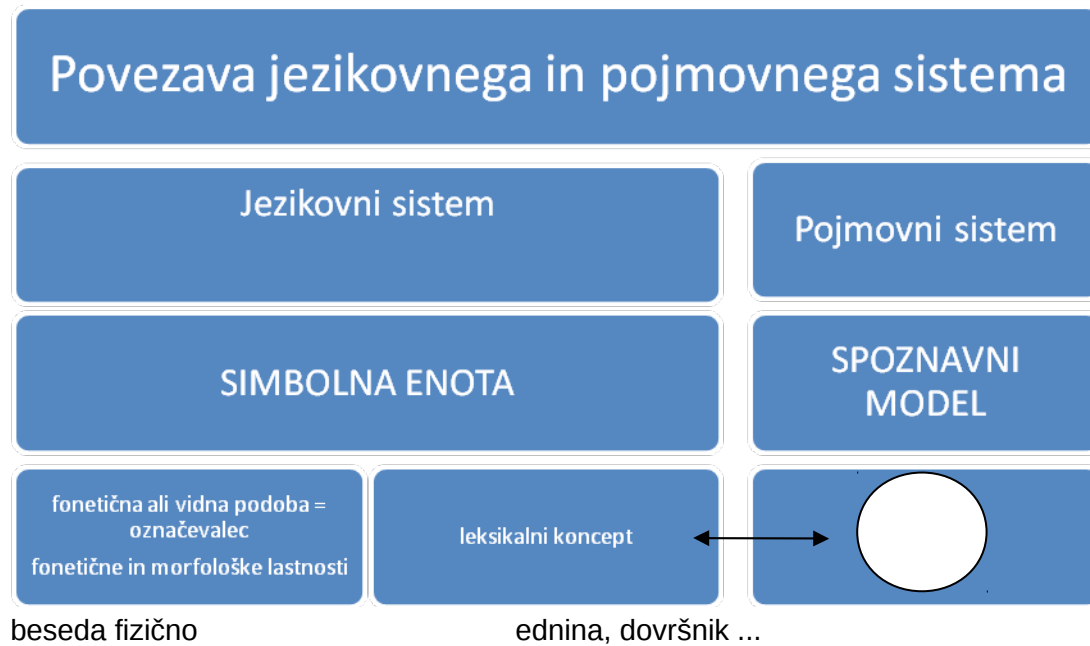 Povezava jezikovnega in pojmovnega sistema
Jezikovni sistem
Pojmovni sistem
SIMBOLNA ENOTA
SPOZNAVNI
MODEL
fonetična ali vidna podoba =
označevalec
fonetične in morfološke lastnosti
leksikalni koncept
beseda fizično
ednina, dovršnik ...